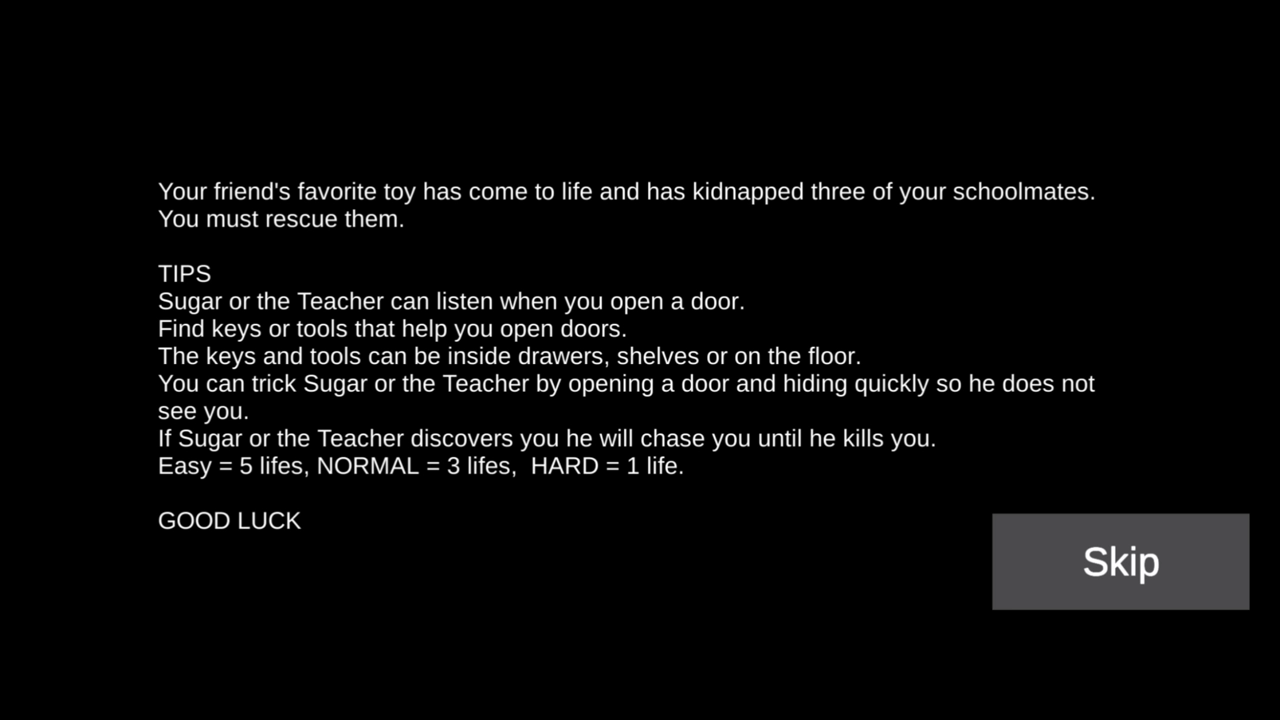 Your friend's favorite toy has come to life and has kidnapped three of your schoolmates.
You must rescue them.
TIPS
Sugar or the Teacher can listen when you open a door.
Find keys or tools that help you open doors.
The keys and tools can be inside drawers, shelves or on the floor.
You can trick Sugar or the Teacher by opening a door and hiding quickly so he does not
see you.
If Sugar or the Teacher discovers you he will chase you until he kills you.
Easy = 5 lifes, NORMAL = 3 lifes,  HARD = 1 life.
GOOD LUCK
Skip